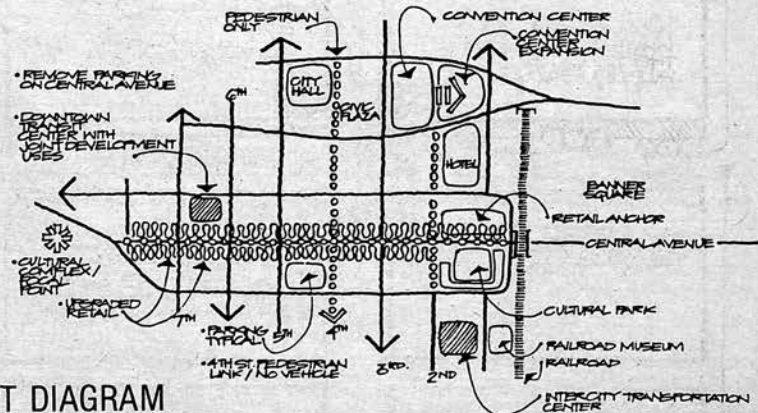 PEDESTRIAN
ONLY
CONVENTION CENTER
CONVENTION
CENTER
EXPANSION
• REMOVE PARKING
ON CENTRAL AVENUE
6TH
CITY
HALL
CIVIC
PLAZA
• DOWNTOWN
TRANSIT
CENTER WITH
JOINT DEVELOPMENT
USES
HOTEL
BANNER
SQUARE
RETAIL ANCHOR
CENTRAL AVENUE
• CULTURAL
COMPLEX/
FOCAL
POINT
• UPGRADED
RETAIL
7TH
• PARKING
TYPICAL
5TH
4TH
3RD.
2ND
CULTURAL PARK
• 4TH ST. PEDESTRIAN
LINK / NO VEHICLE
RAILROAD MUSEUM
RAILROAD
INTERCITY TRANSPORTATION
CENTER
T DIAGRAM